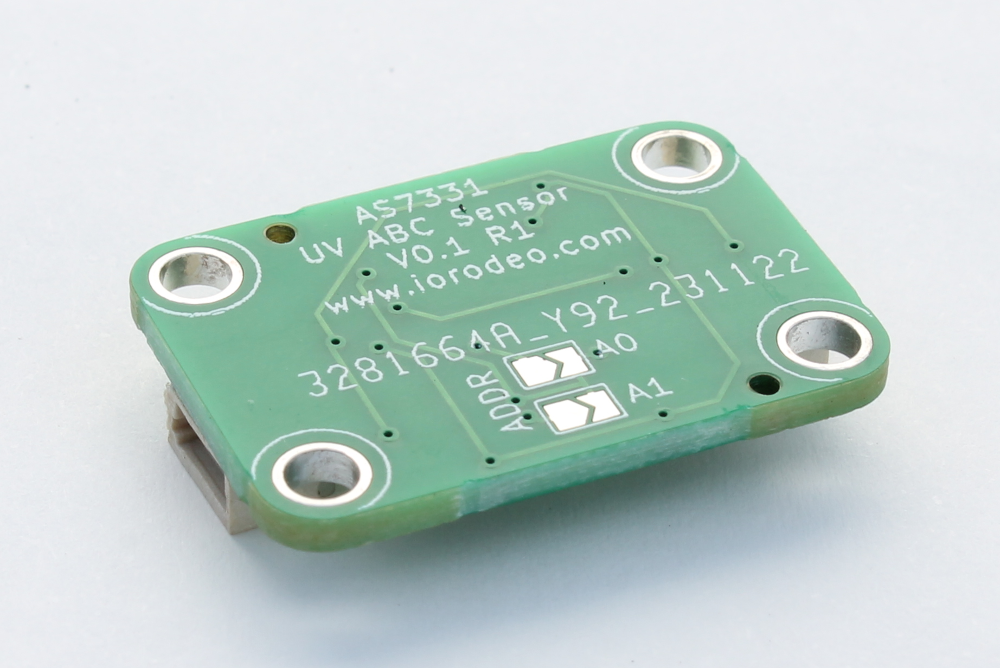 AS7331
UV ABC Sensor
V0.1 R1
www.iorodeo.com
3281664A_Y92_231122
ADDR
A0
A1